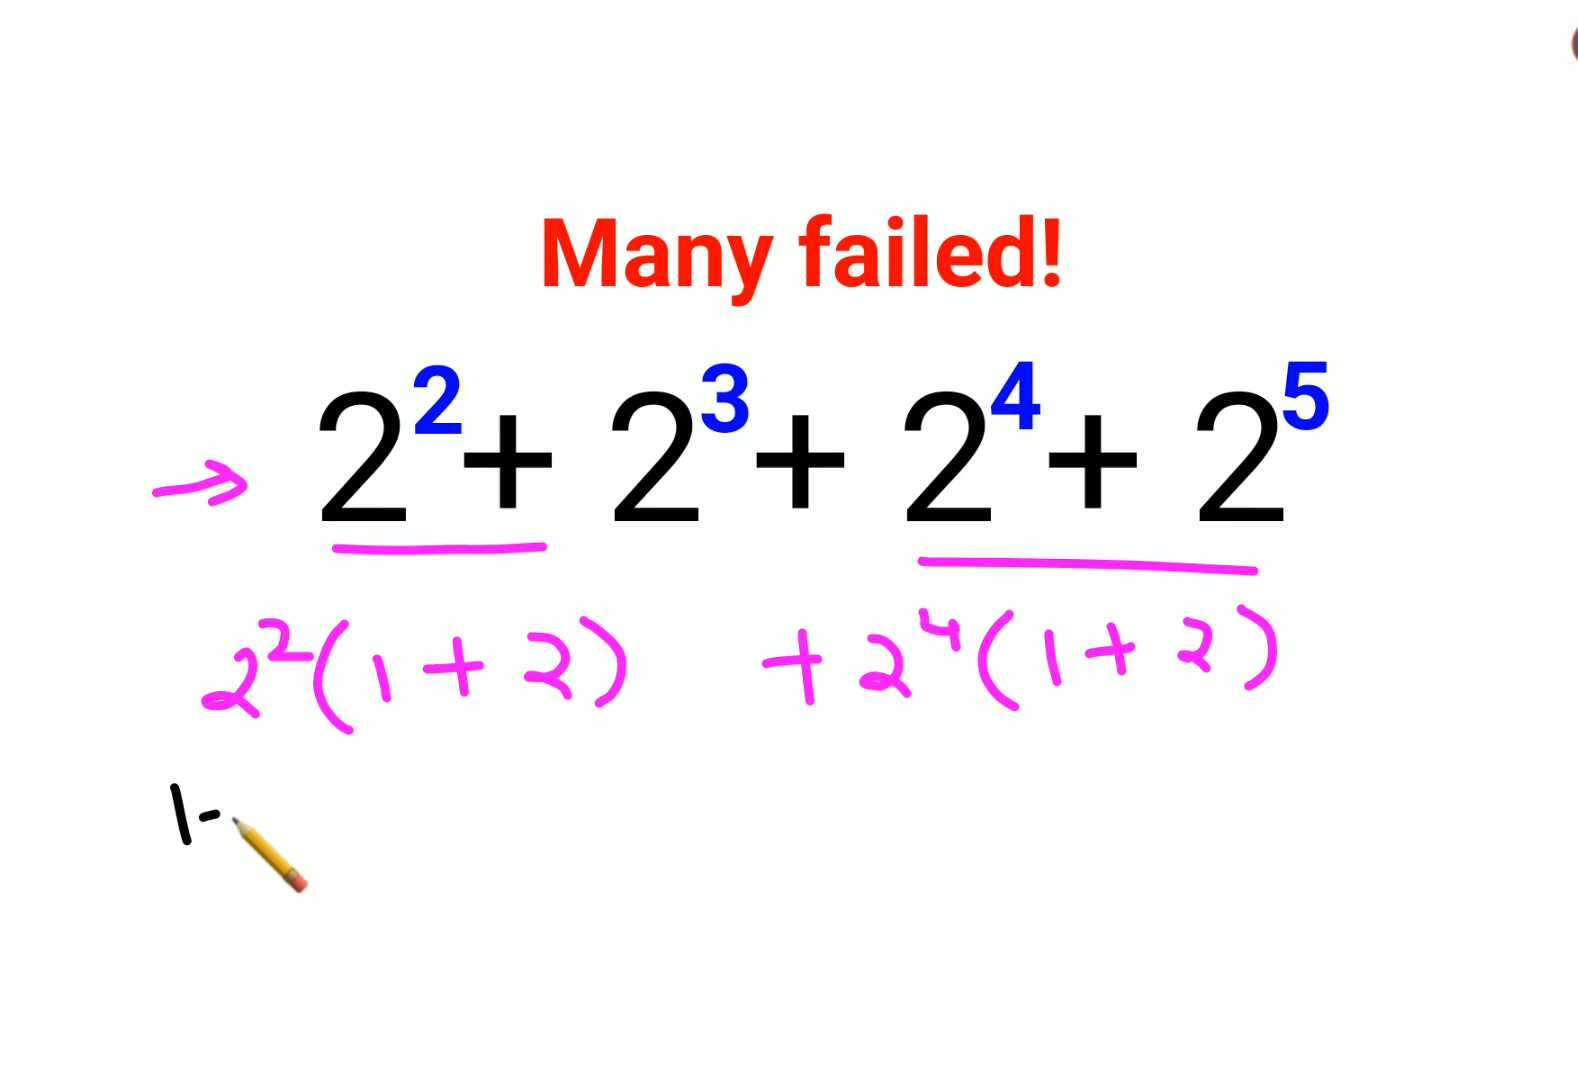 Many failed!
2² + 2³ + 2⁴ + 2⁵
2²(1 + 2) + 2⁴(1 + 2)
1-